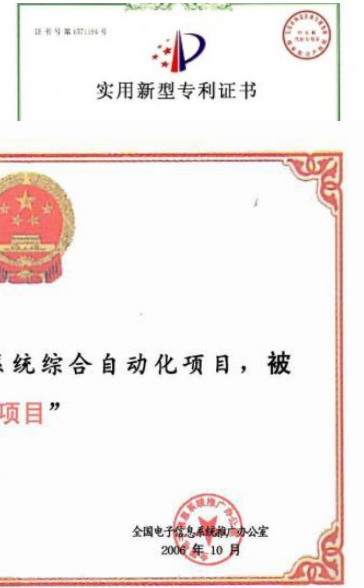 证书号第1571194号
实用新型专利证书
系统综合自动化项目，被
项目”
全国电子信息系统推广办公室
2006 年 10 月